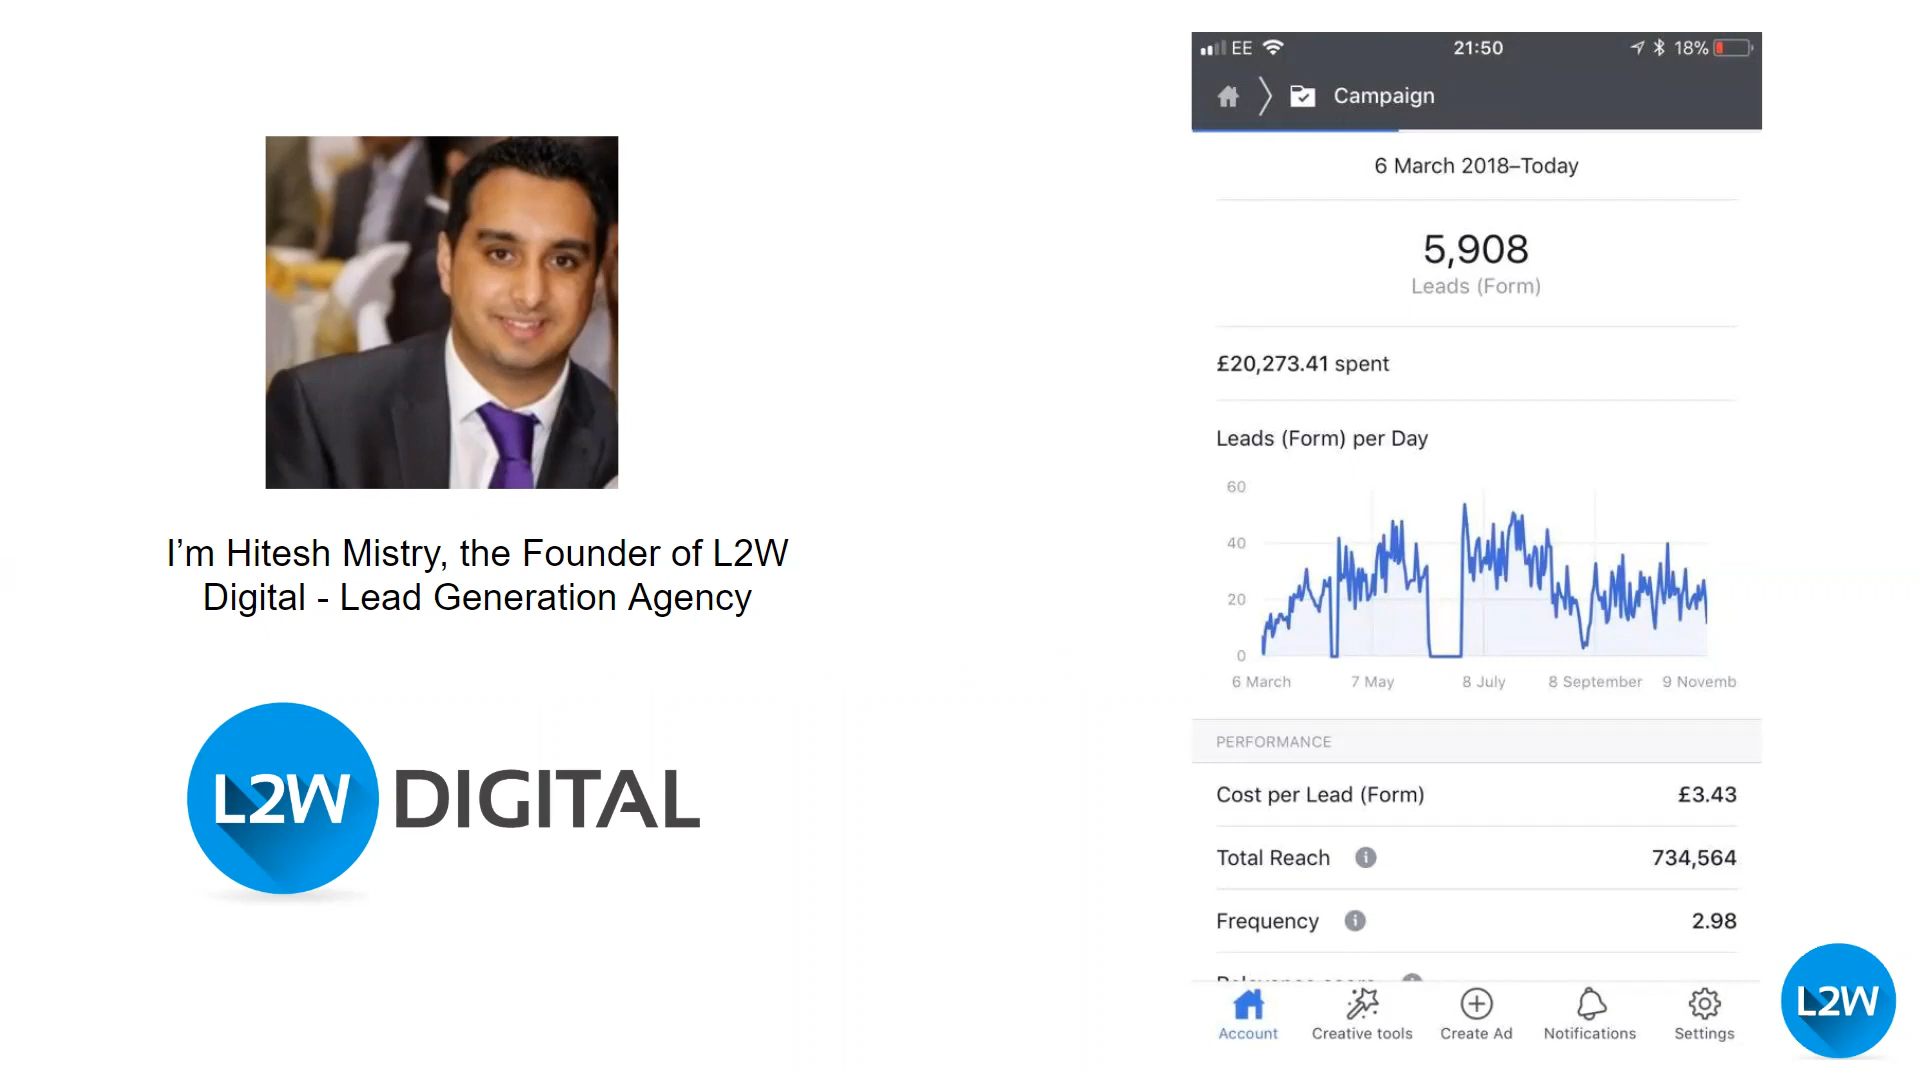 I’m Hitesh Mistry, the Founder of L2W
Digital - Lead Generation Agency
L2W DIGITAL
EE 21:50 18%
Campaign
6 March 2018–Today
5,908
Leads (Form)
£20,273.41 spent
Leads (Form) per Day
60
40
20
0
6 March 7 May 8 July 8 September 9 Novemb
PERFORMANCE
Cost per Lead (Form) £3.43
Total Reach 734,564
Frequency 2.98
Account Creative tools Create Ad Notifications Settings
L2W